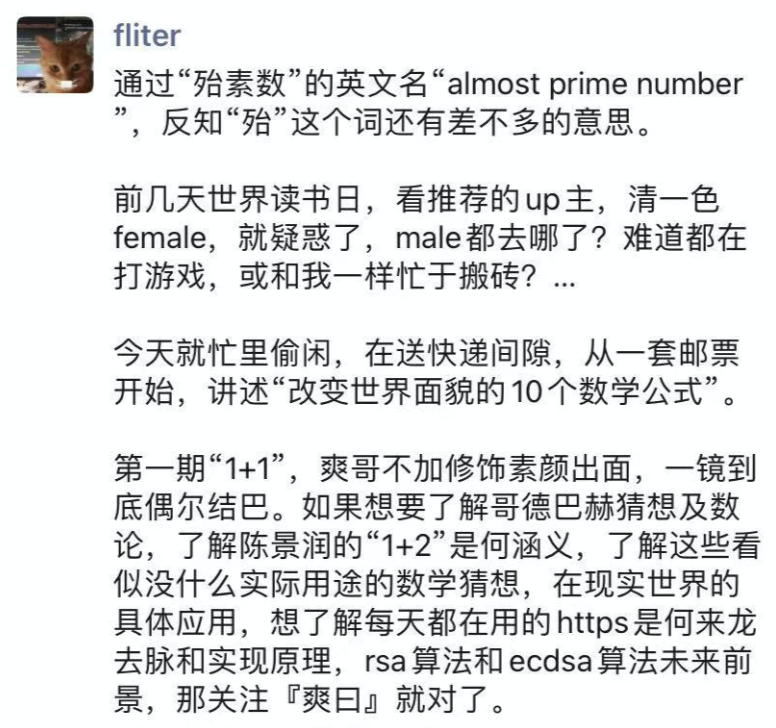 fliter
通过“殆素数”的英文名“almost prime number
”，反知“殆”这个词还有差不多的意思。
前几天世界读书日，看推荐的up主，清一色
female，就疑惑了，male都去哪了？难道都在
打游戏，或和我一样忙于搬砖？...
今天就忙里偷闲，在送快递间隙，从一套邮票
开始，讲述“改变世界面貌的10个数学公式”。
第一期“1+1”，爽哥不加修饰素颜出面，一镜到
底偶尔结巴。如果想要了解哥德巴赫猜想及数
论，了解陈景润的“1+2”是何涵义，了解这些看
似没什么实际用途的数学猜想，在现实世界的
具体应用，想了解每天都在用的https是何来龙
去脉和实现原理，rsa算法和ecdsa算法未来前
景，那关注『爽曰』就对了。